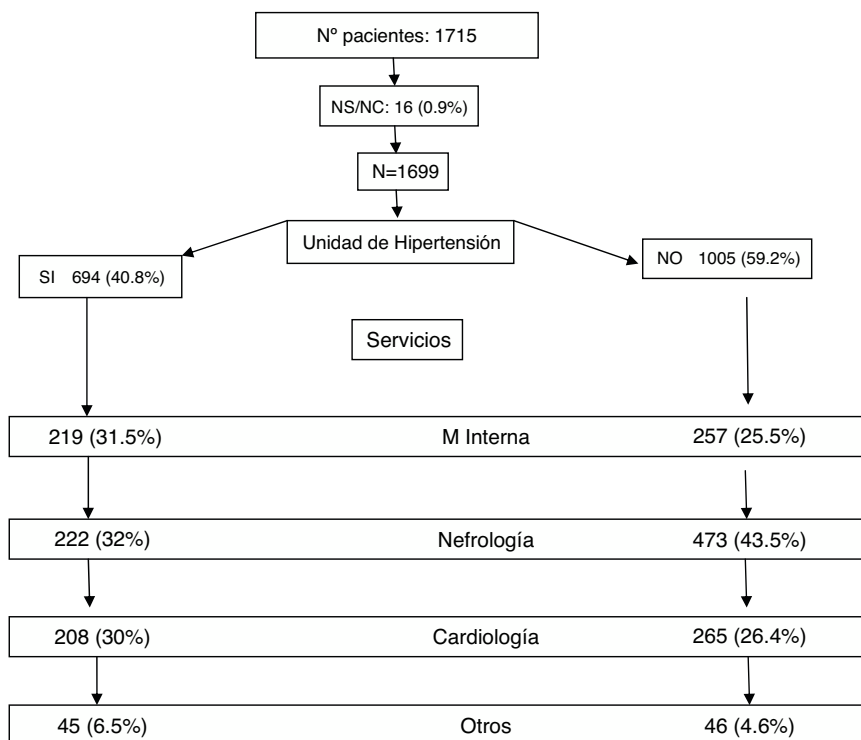 Nº pacientes: 1715
NS/NC: 16 (0.9%)
N=1699
Unidad de Hipertensión
SI 694 (40.8%)
NO 1005 (59.2%)
Servicios
219 (31.5%) M Interna 257 (25.5%)
222 (32%) Nefrología 473 (43.5%)
208 (30%) Cardiología 265 (26.4%)
45 (6.5%) Otros 46 (4.6%)